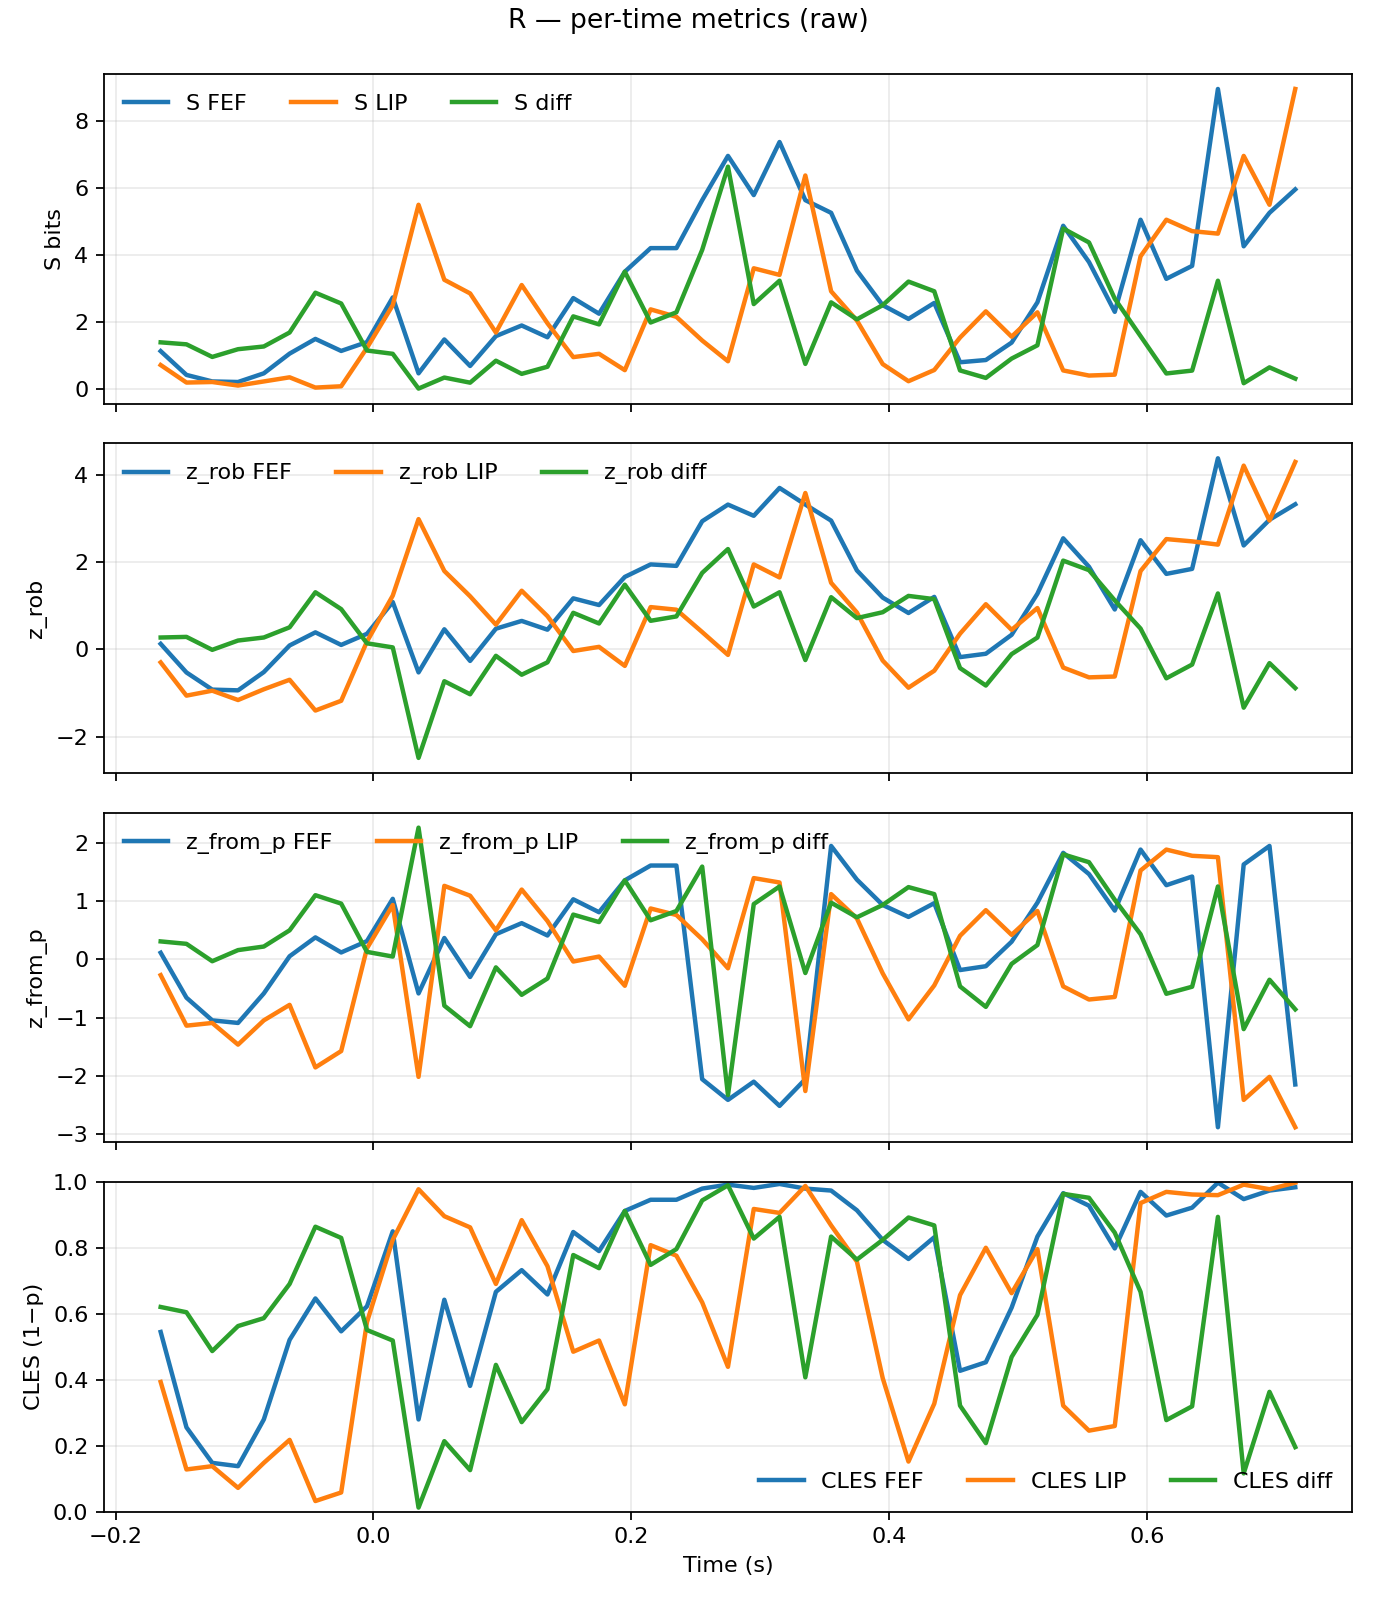 R — per-time metrics (raw)
S FEF
S LIP
S diff
8
6
4
2
0
S bits
z_rob FEF
z_rob LIP
z_rob diff
4
2
0
−2
z_rob
z_from_p FEF
z_from_p LIP
z_from_p diff
2
1
0
−1
−2
−3
z_from_p
1.0
0.8
0.6
0.4
0.2
0.0
CLES (1−p)
CLES FEF
CLES LIP
CLES diff
−0.2
0.0
0.2
0.4
0.6
Time (s)